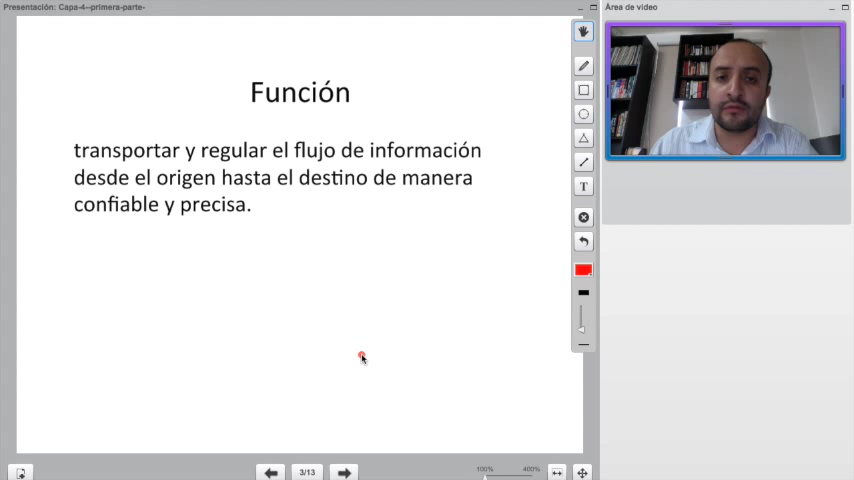 Presentación: Capa-4--primera-parte-
Área de video
Función
transportar y regular el flujo de información
desde el origen hasta el destino de manera
confiable y precisa.
T
3/13
100%
400%